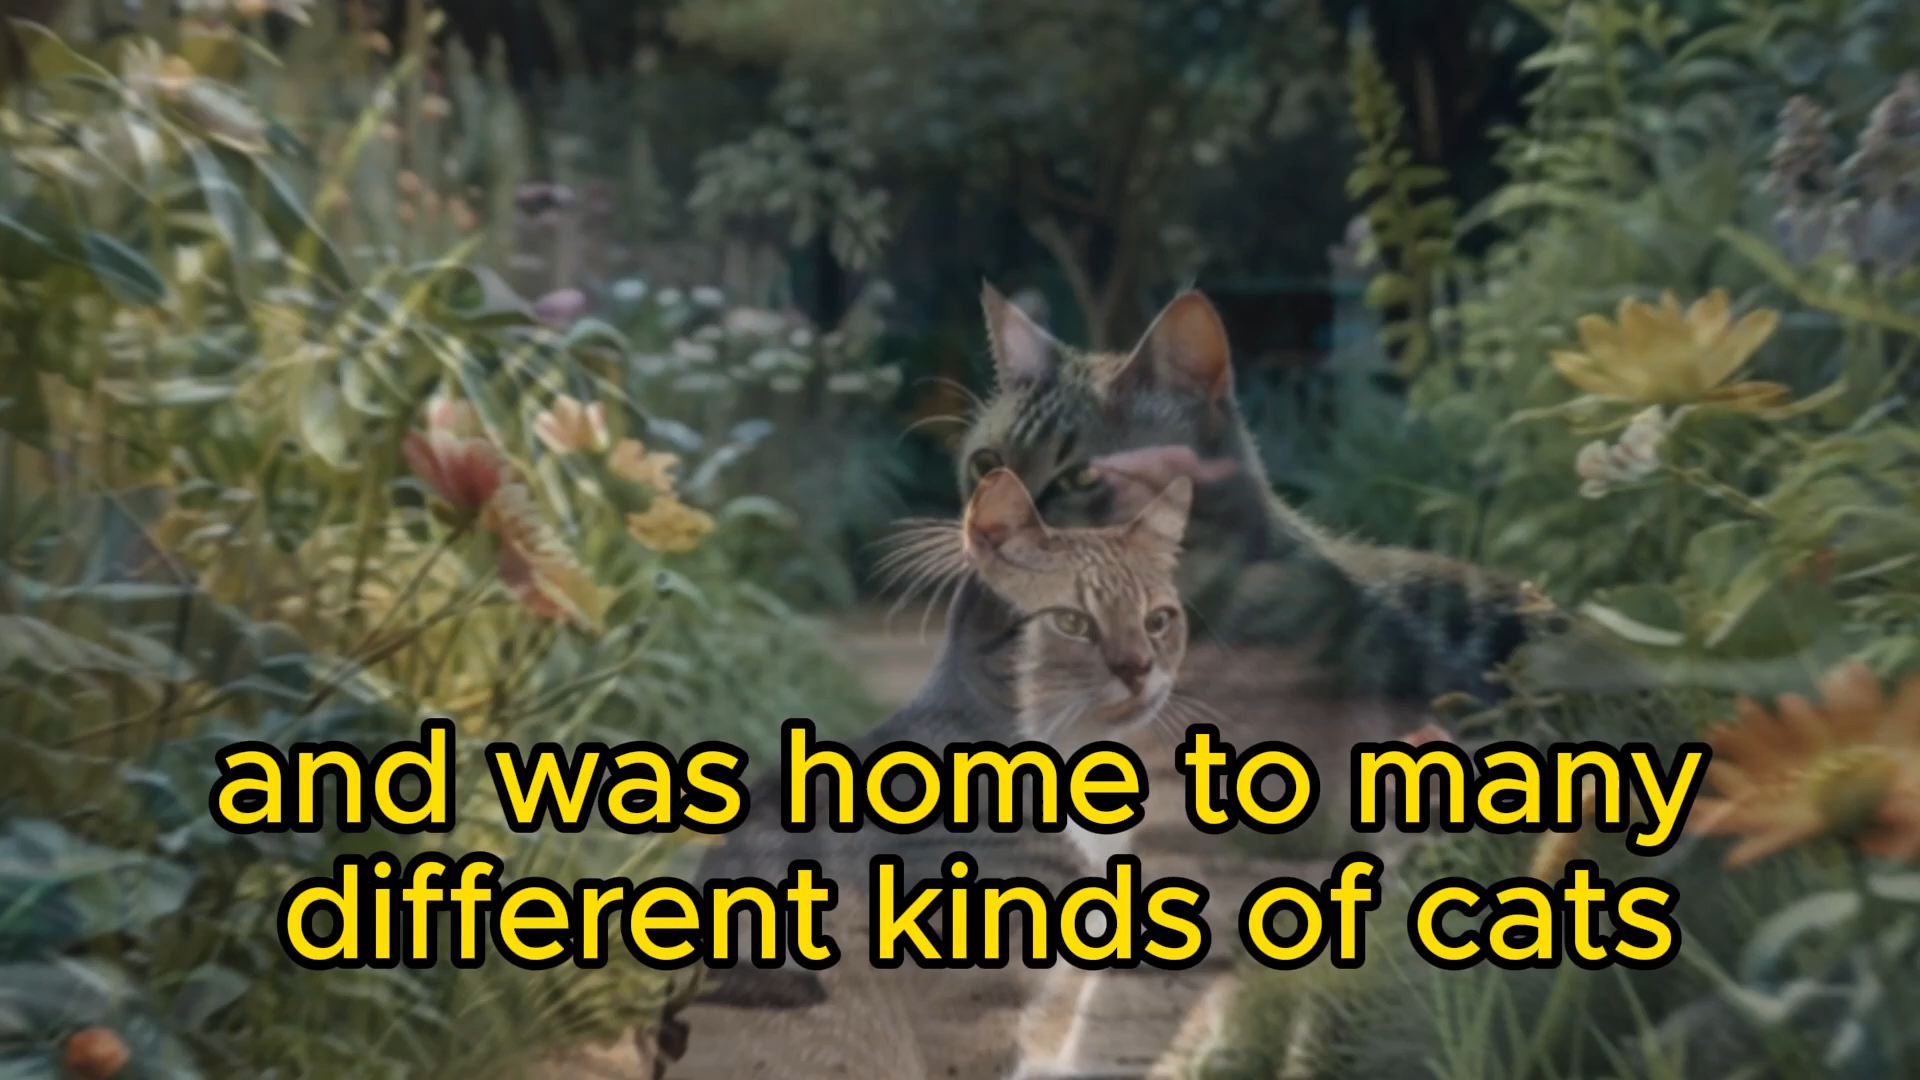 and was home to many
different kinds of cats